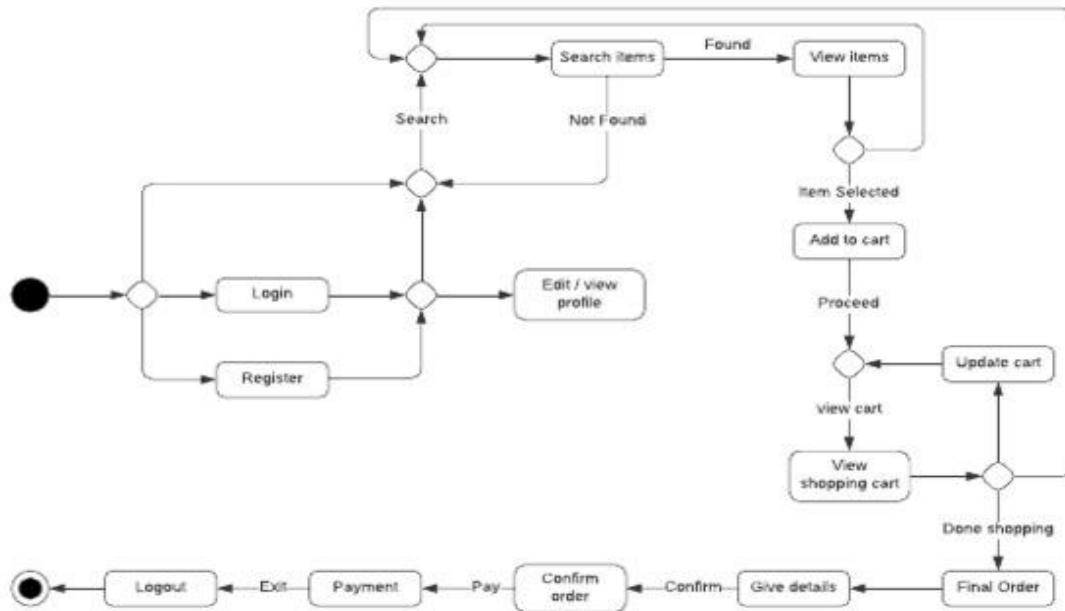 Found
Search items
View items
Search
Not Found
Item Selected
Add to cart
Login
Edit / view
profile
Proceed
Register
Update cart
view cart
View
shopping cart
Done shopping
Logout
Exit
Payment
Pay
Confirm
order
Confirm
Give details
Final Order